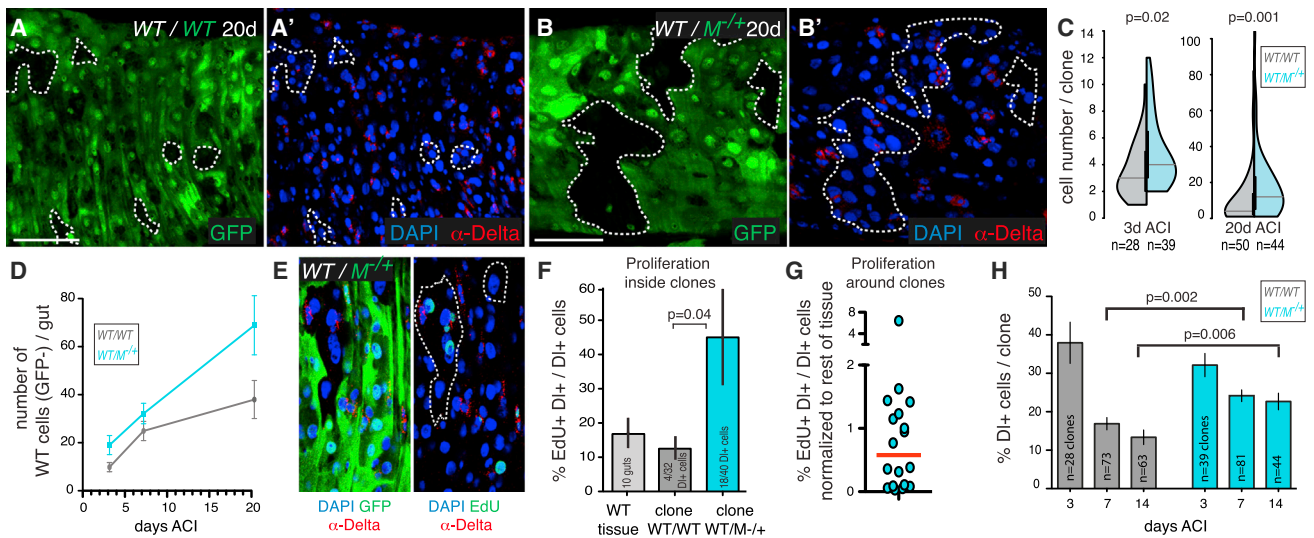 A
WT / WT 20d
GFP
A'
DAPI α-Delta
B
WT / M-/+ 20d
GFP
B'
DAPI α-Delta
C
p=0.02
p=0.001
WT/WT
WT/M-/+
cell number / clone
14
12
10
8
6
4
2
0
100
80
60
40
20
0
3d ACI
20d ACI
n=28 n=39
n=50 n=44
D
number of
WT cells (GFP-) / gut
80
60
40
20
0
WT/WT
WT/M-/+
0
5
10
15
20
days ACI
E
WT / M-/+
DAPI GFP
α-Delta
DAPI EdU
α-Delta
F
Proliferation
inside clones
% EdU+ Dl+ / Dl+ cells
60
50
40
30
20
10
0
p=0.04
10 guts
4/32
Dl+ cells
18/40 Dl+ cells
WT
tissue
clone
WT/WT
clone
WT/M-/+
G
Proliferation
around clones
% EdU+ Dl+ / Dl+ cells
normalized to rest of tissue
8
4
2
1
0
H
WT/WT
WT/M-/+
p=0.002
p=0.006
% Dl+ cells / clone
50
40
30
20
10
0
n=28 clones
n=73
n=63
n=39 clones
n=81
n=44
3
7
14
3
7
14
days ACI